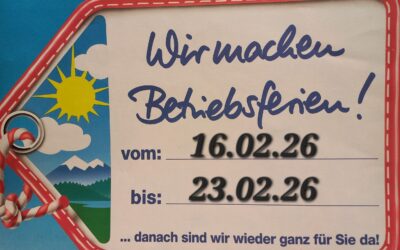 Wir machen
Betriebsferien!
vom: 16.02.26
bis: 23.02.26
... danach sind wir wieder ganz für Sie da!